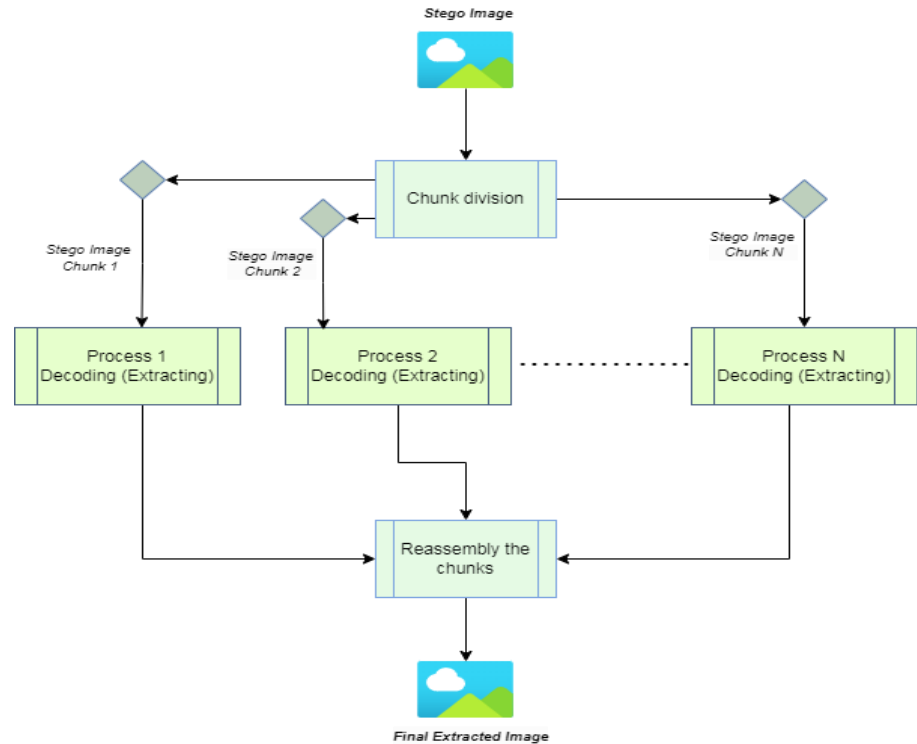 Stego Image
Chunk division
Stego Image
Chunk 1
Stego Image
Chunk 2
Stego Image
Chunk N
Process 1
Decoding (Extracting)
Process 2
Decoding (Extracting)
Process N
Decoding (Extracting)
Reassembly the
chunks
Final Extracted Image